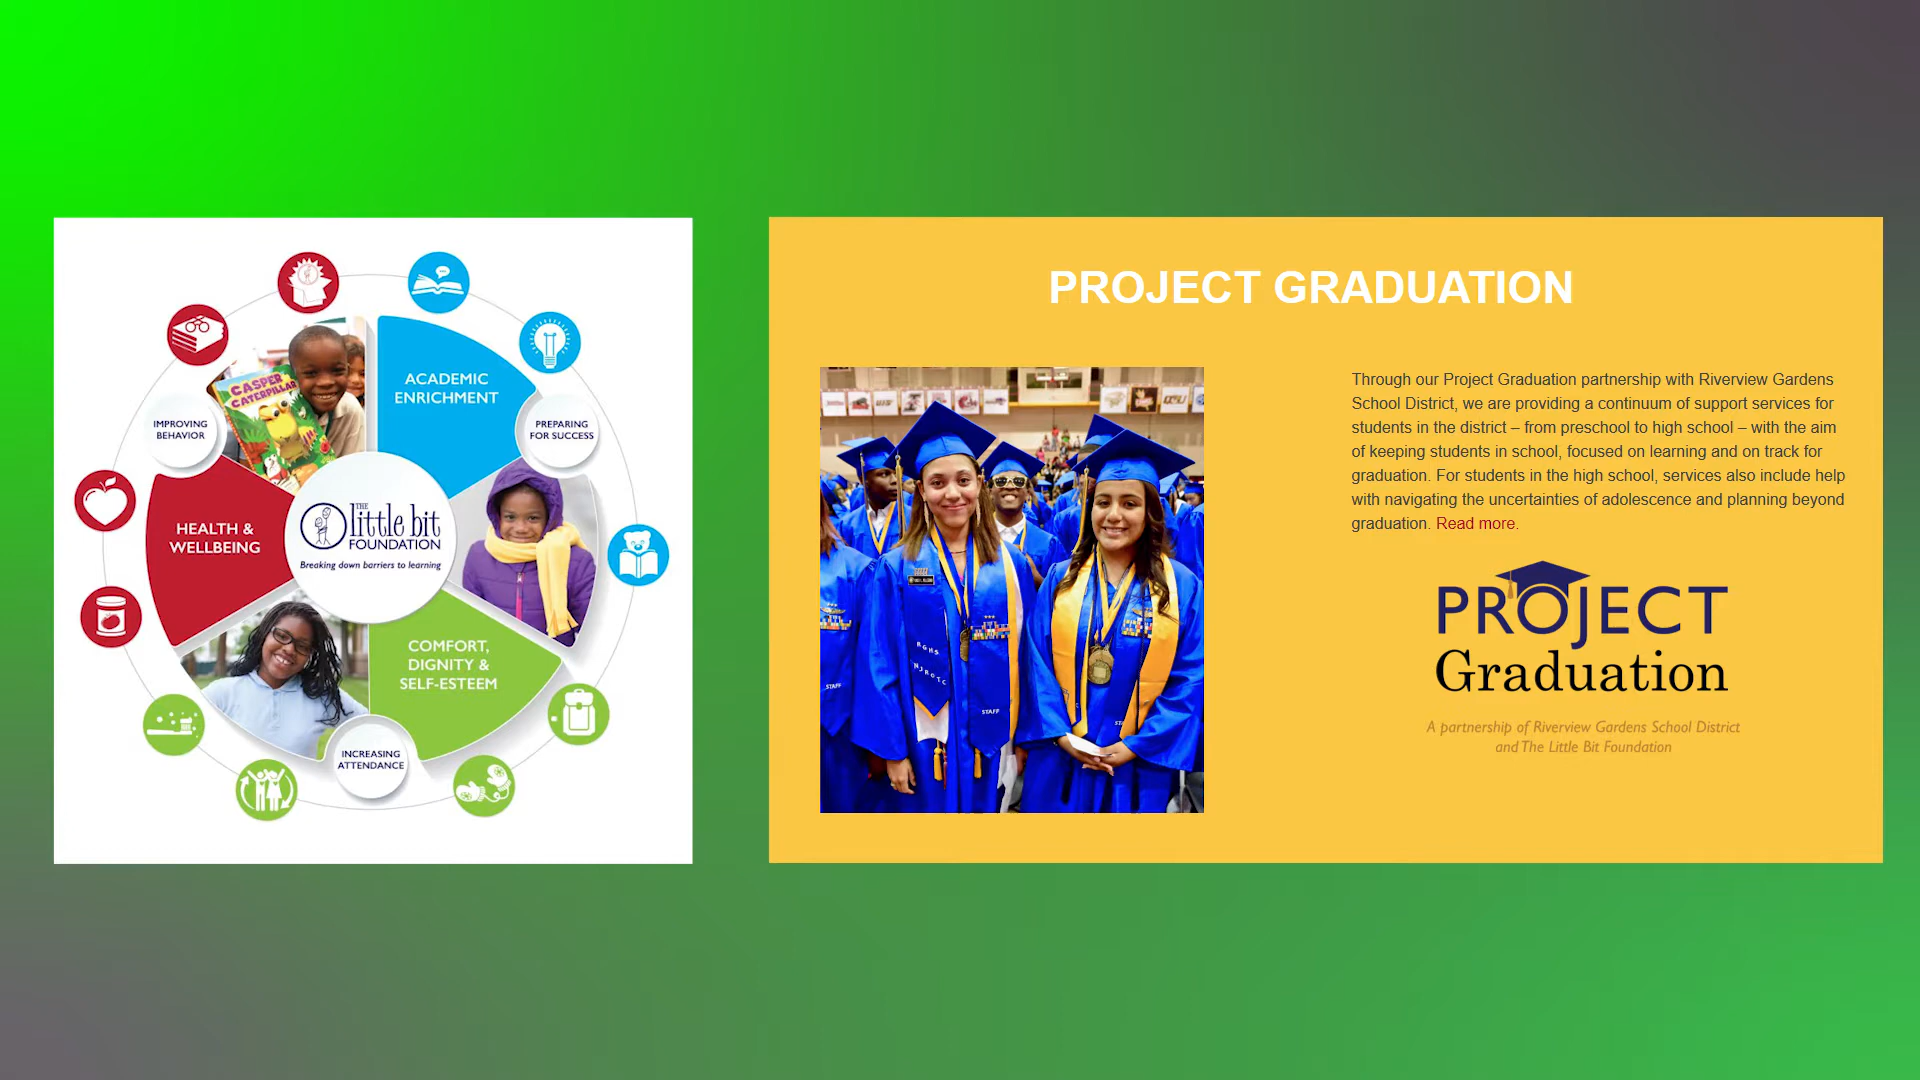 ACADEMIC
ENRICHMENT
PREPARING
FOR SUCCESS
CASPER
CATERPILLAR
IMPROVING
BEHAVIOR
HEALTH &
WELLBEING
THE
little bit
FOUNDATION
Breaking down barriers to learning
COMFORT,
DIGNITY &
SELF-ESTEEM
INCREASING
ATTENDANCE
PROJECT GRADUATION
Through our Project Graduation partnership with Riverview Gardens
School District, we are providing a continuum of support services for
students in the district – from preschool to high school – with the aim
of keeping students in school, focused on learning and on track for
graduation. For students in the high school, services also include help
with navigating the uncertainties of adolescence and planning beyond
graduation. Read more.
RGHS
NJROTC
STAFF
STAFF
PROJECT
Graduation
A partnership of Riverview Gardens School District
and The Little Bit Foundation